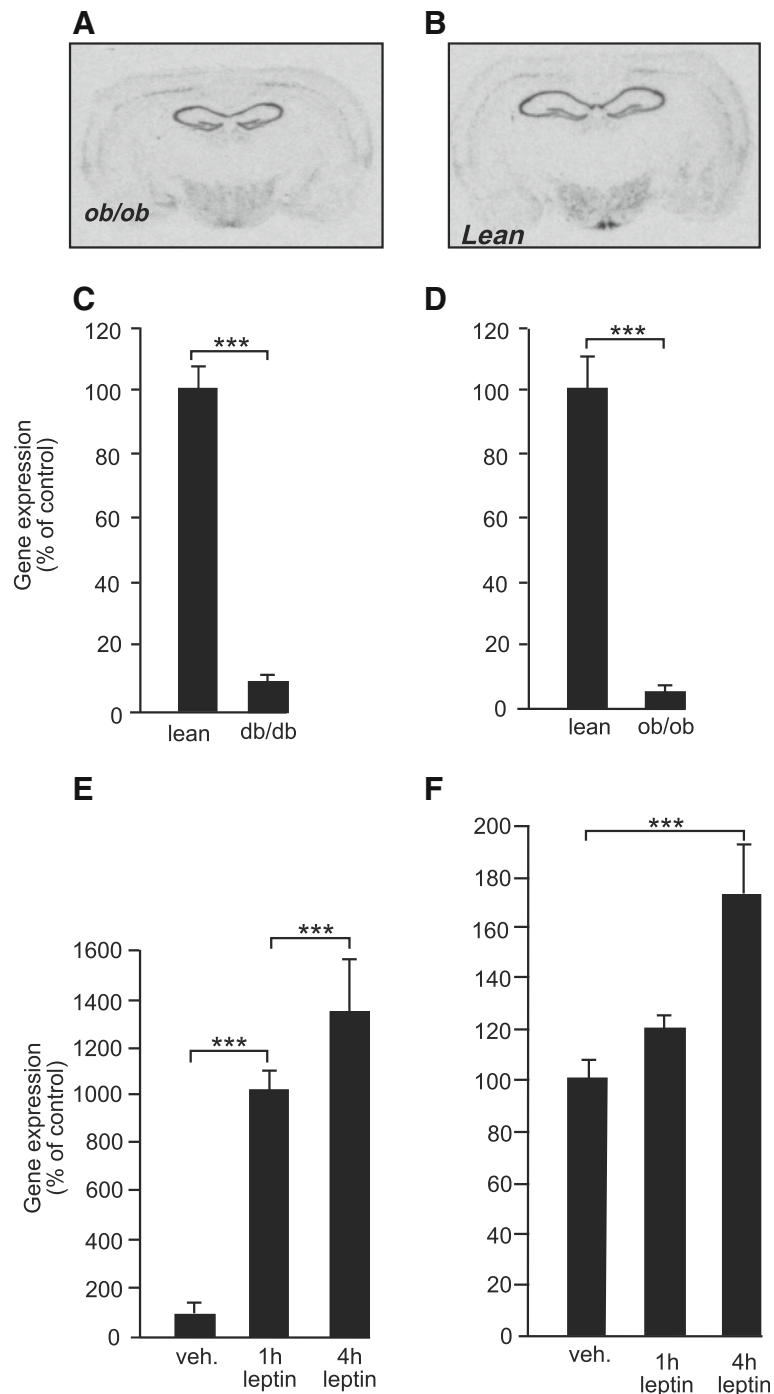 A
B
ob/ob
Lean
C
D
Gene expression
(% of control)
120
100
80
60
40
20
0
***
lean
db/db
120
100
80
60
40
20
0
***
lean
ob/ob
E
F
Gene expression
(% of control)
1600
1400
1200
1000
800
600
400
200
0
***
***
veh.
1h
leptin
4h
leptin
200
180
160
140
120
100
80
60
40
20
0
***
veh.
1h
leptin
4h
leptin